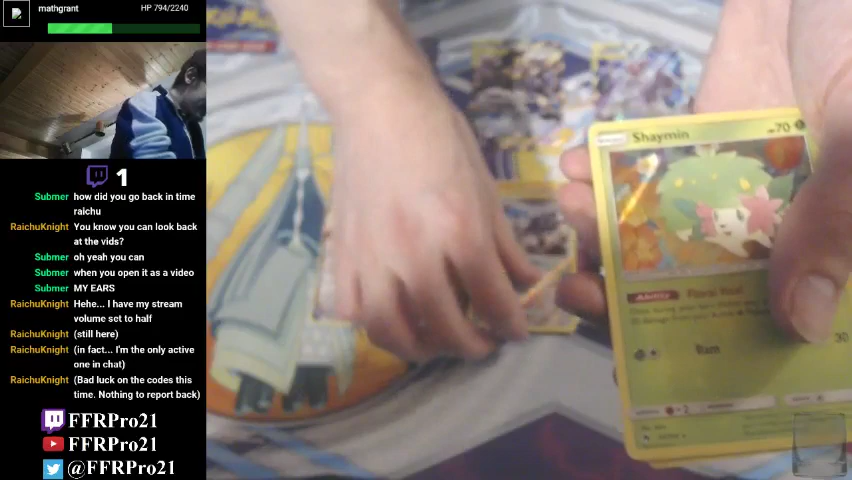 mathgrant
HP 794/2240
1
Submer how did you go back in time
raichu
RaichuKnight You know you can look back
at the vids?
Submer oh yeah you can
Submer when you open it as a video
Submer MY EARS
RaichuKnight Hehe... I have my stream
volume set to half
RaichuKnight (still here)
RaichuKnight (in fact... I'm the only active
one in chat)
RaichuKnight (Bad luck on the codes this
time. Nothing to report back)
FFRPro21
FFRPro21
@FFRPro21
Shaymin
70
Ability
Ram
30